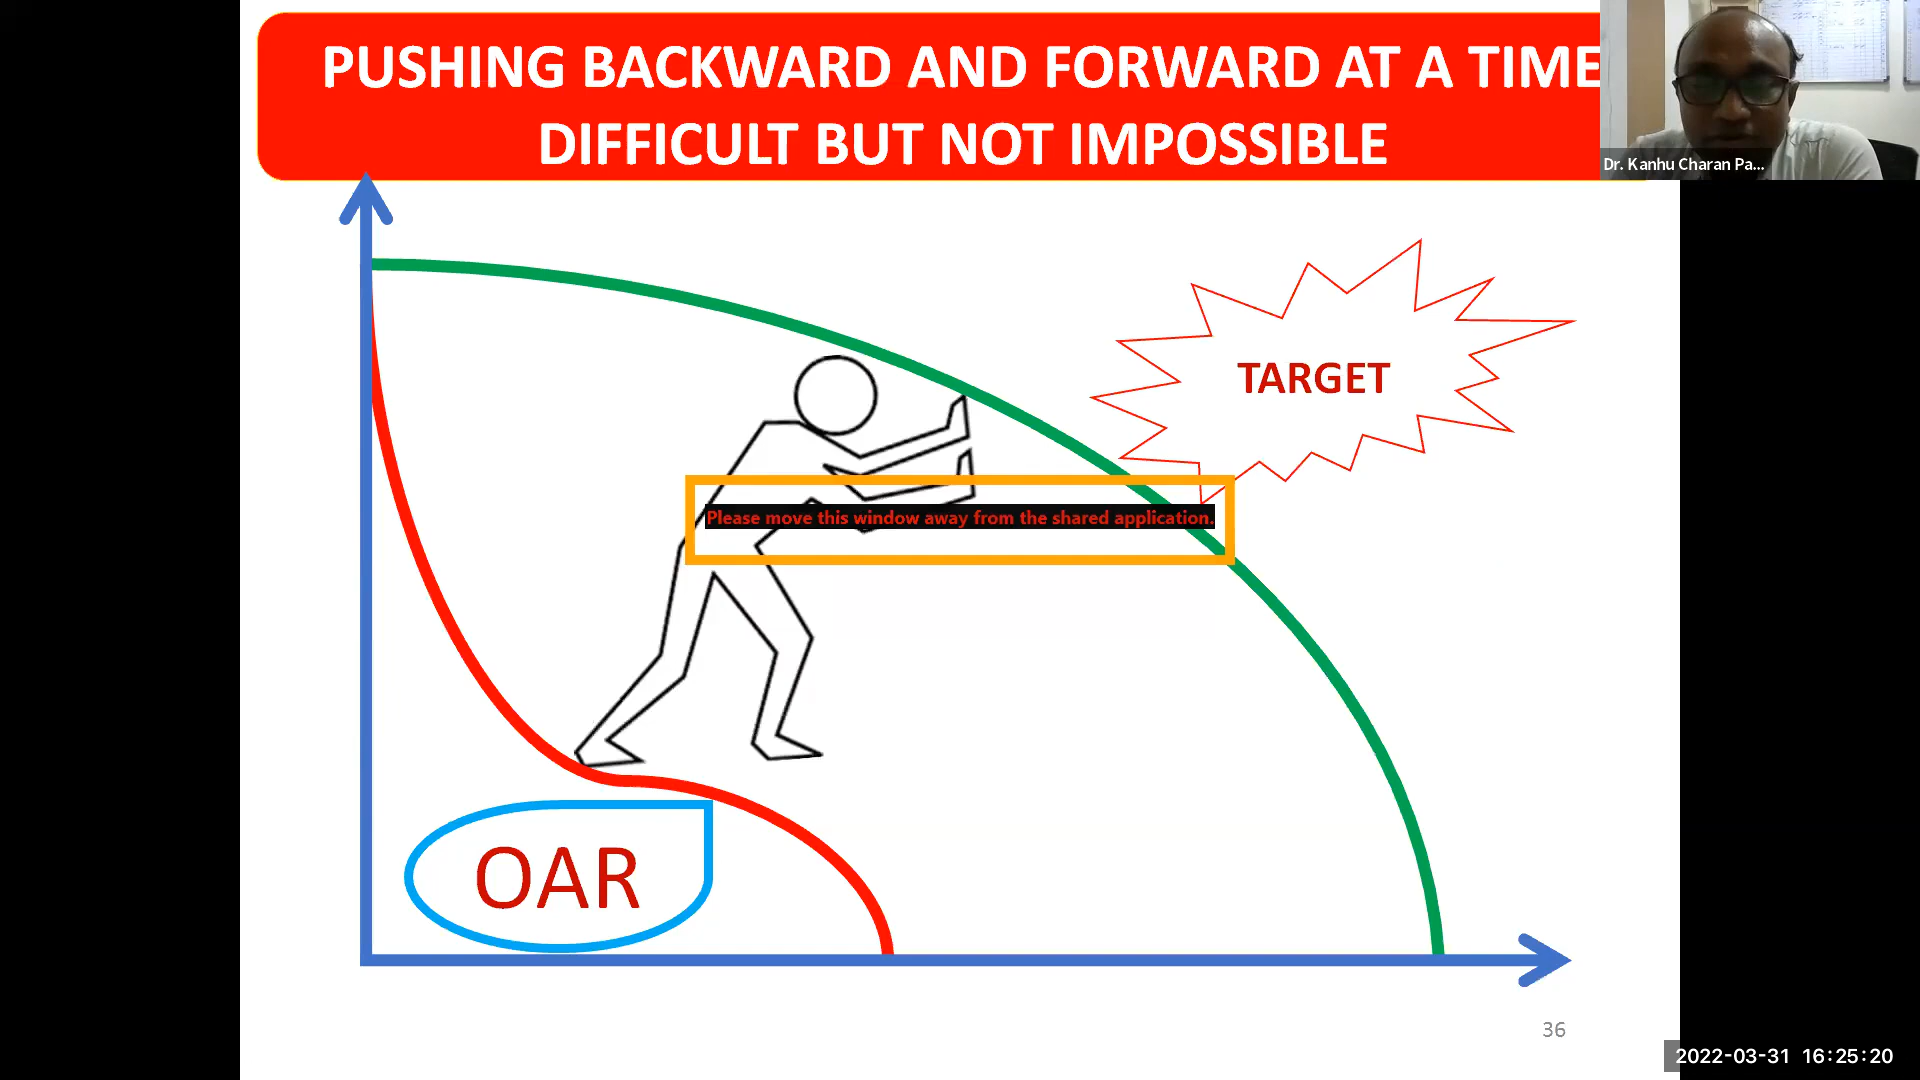 PUSHING BACKWARD AND FORWARD AT A TIME
DIFFICULT BUT NOT IMPOSSIBLE
Dr. Kanhu Charan Pa...
TARGET
Please move this window away from the shared application.
OAR
36
2022-03-31 16:25:20